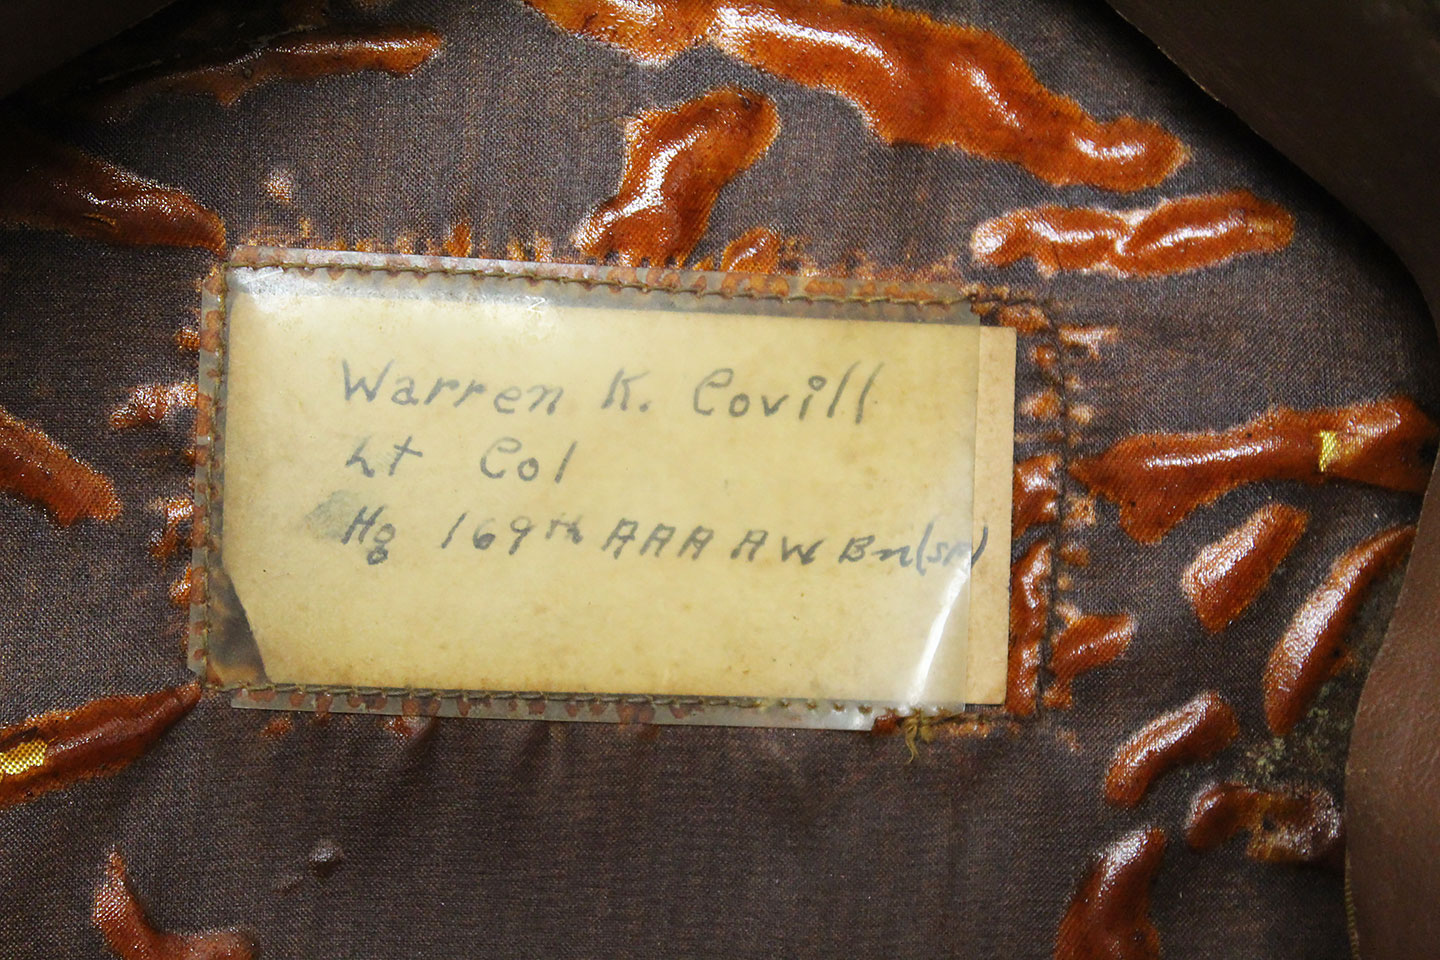 Warren K. Covill
Lt Col
Hq 169th AAA AW Bn(SP)